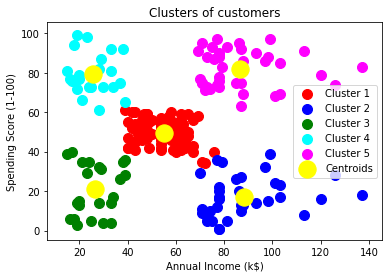 Clusters of customers
Spending Score (1-100)
100
80
60
40
20
0
Cluster 1
Cluster 2
Cluster 3
Cluster 4
Cluster 5
Centroids
20 40 60 80 100 120 140
Annual Income (k$)